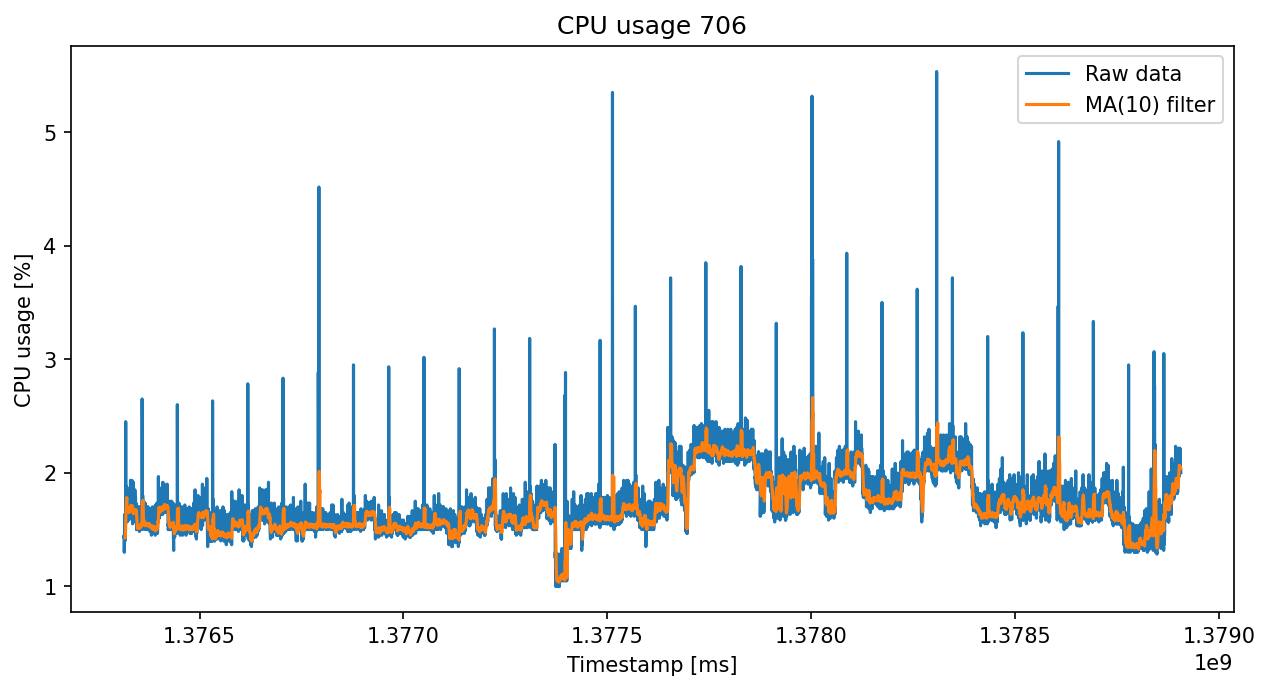 CPU usage 706
Raw data
MA(10) filter
CPU usage [%]
5
4
3
2
1
1.3765
1.3770
1.3775
1.3780
1.3785
1.3790
1e9
Timestamp [ms]